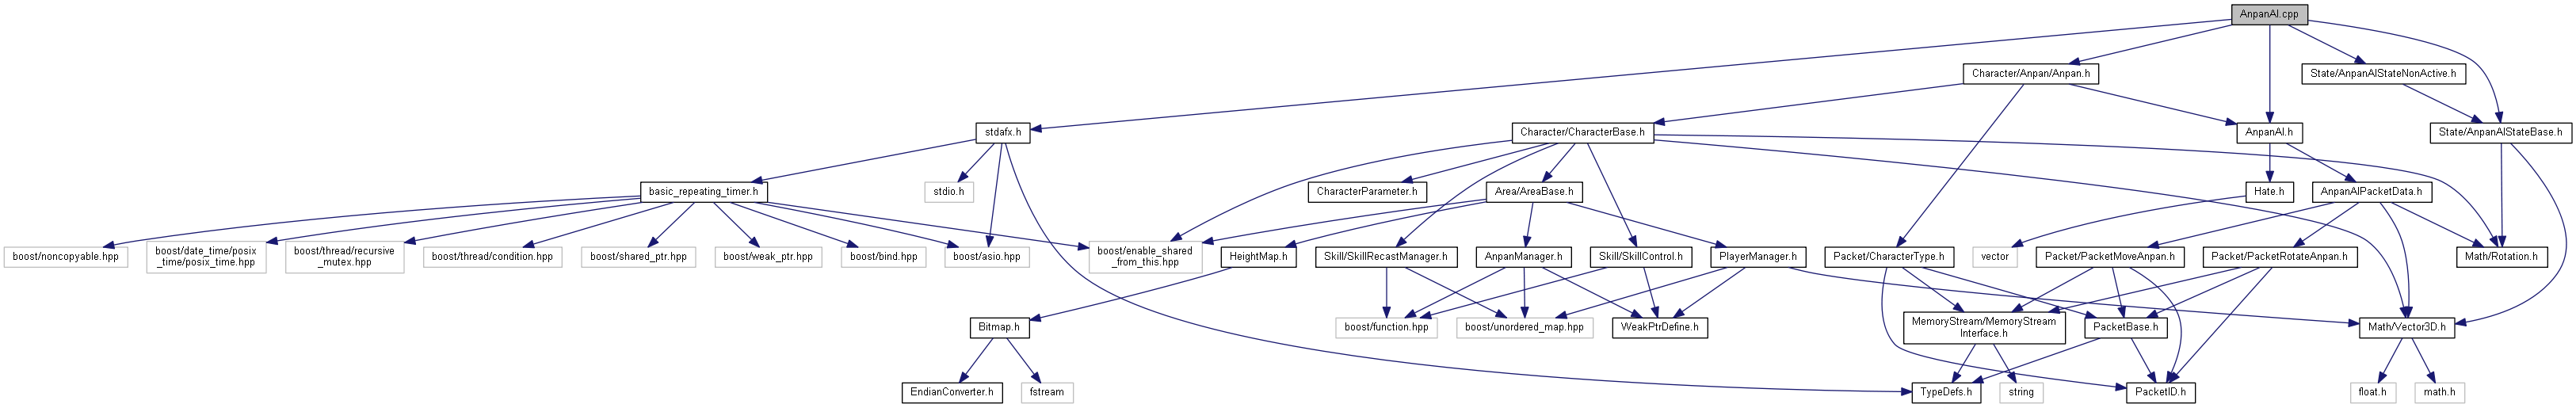 AnpanAI.cpp
Character/Anpan/Anpan.h
State/AnpanAIStateNonActive.h
stdafx.h
Character/CharacterBase.h
AnpanAI.h
State/AnpanAIStateBase.h
basic_repeating_timer.h
stdio.h
CharacterParameter.h
Area/AreaBase.h
Hate.h
AnpanAIPacketData.h
boost/noncopyable.hpp
boost/date_time/posix
_time/posix_time.hpp
boost/thread/recursive
_mutex.hpp
boost/thread/condition.hpp
boost/shared_ptr.hpp
boost/weak_ptr.hpp
boost/bind.hpp
boost/asio.hpp
boost/enable_shared
_from_this.hpp
HeightMap.h
Skill/SkillRecastManager.h
AnpanManager.h
Skill/SkillControl.h
PlayerManager.h
Packet/CharacterType.h
vector
Packet/PacketMoveAnpan.h
Packet/PacketRotateAnpan.h
Math/Rotation.h
Bitmap.h
boost/function.hpp
boost/unordered_map.hpp
WeakPtrDefine.h
MemoryStream/MemoryStream
Interface.h
PacketBase.h
Math/Vector3D.h
EndianConverter.h
fstream
TypeDefs.h
string
PacketID.h
float.h
math.h